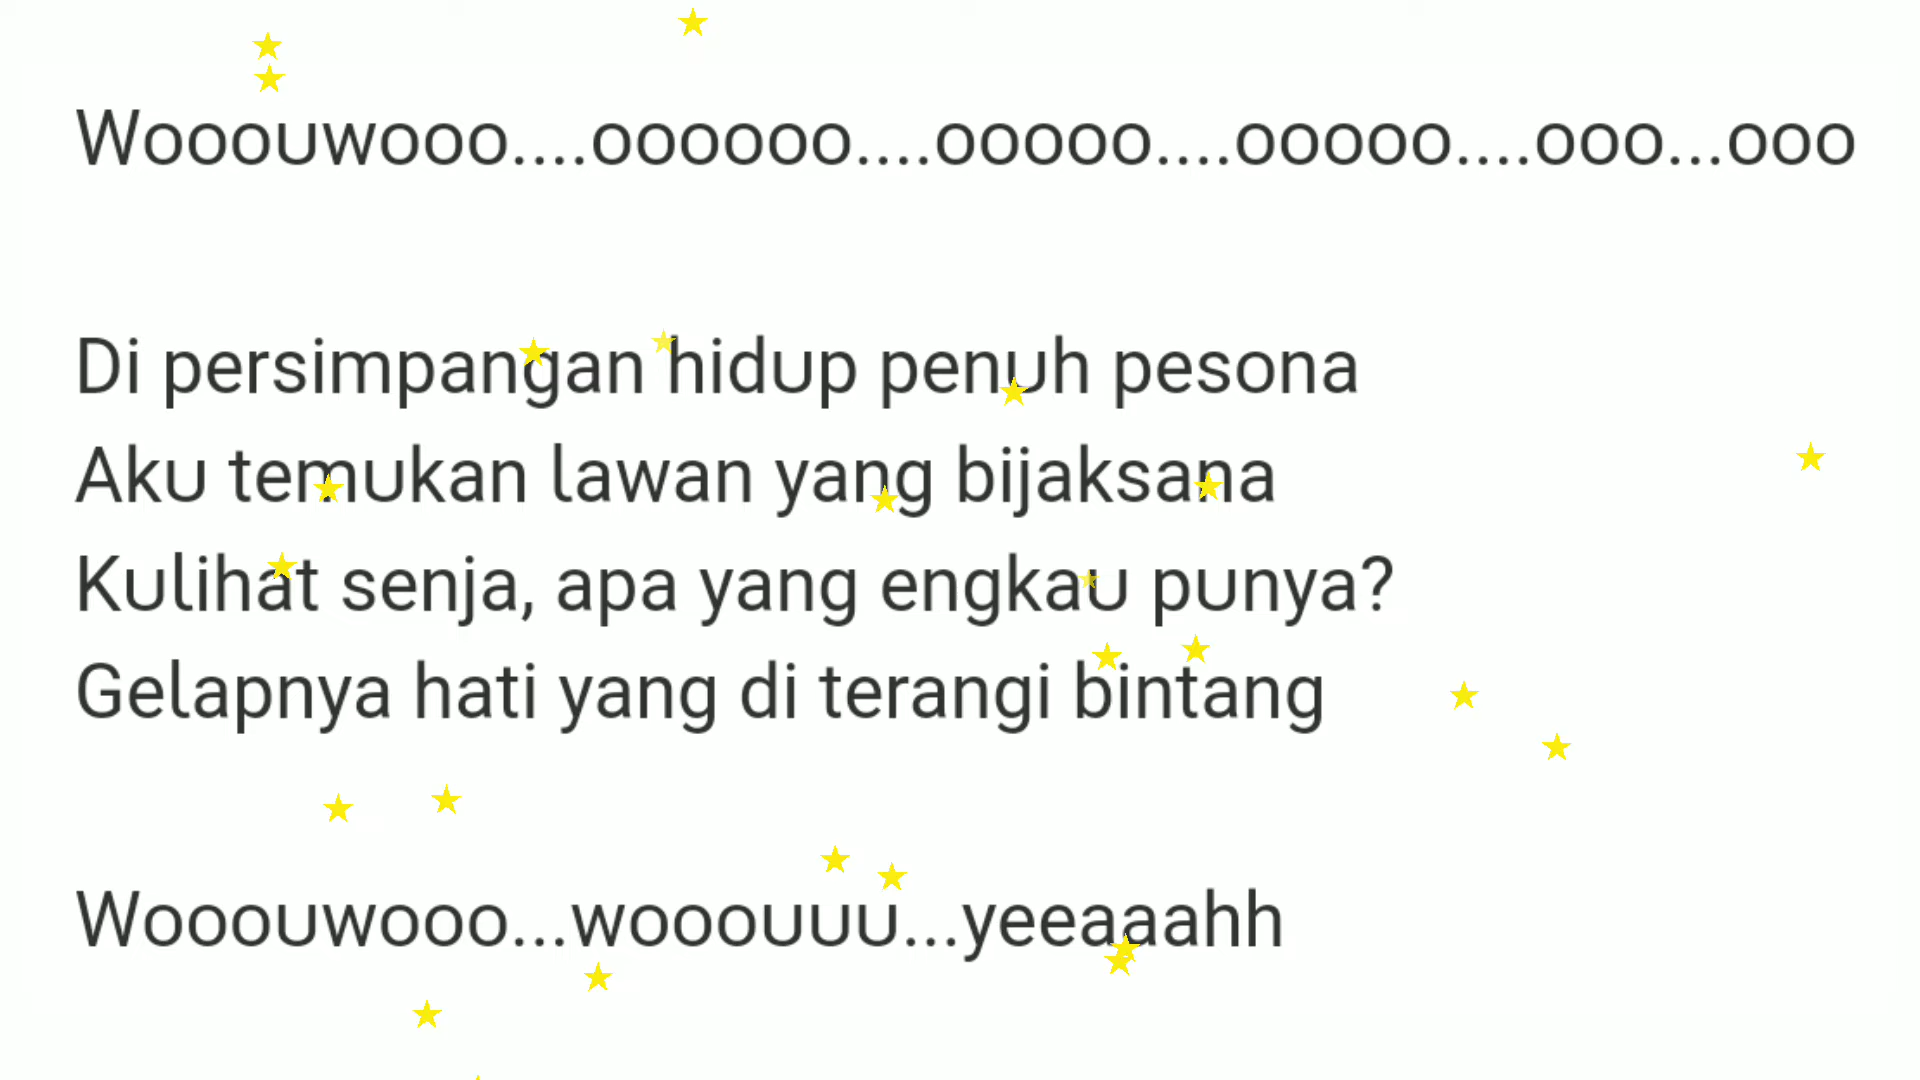 Wooouwooo....oooooo....ooooo....ooooo....ooo...ooo
Di persimpangan hidup penuh pesona
Aku temukan lawan yang bijaksana
Kulihat senja, apa yang engkau punya?
Gelapnya hati yang di terangi bintang
Wooouwooo...wooouuu...yeeaaahh